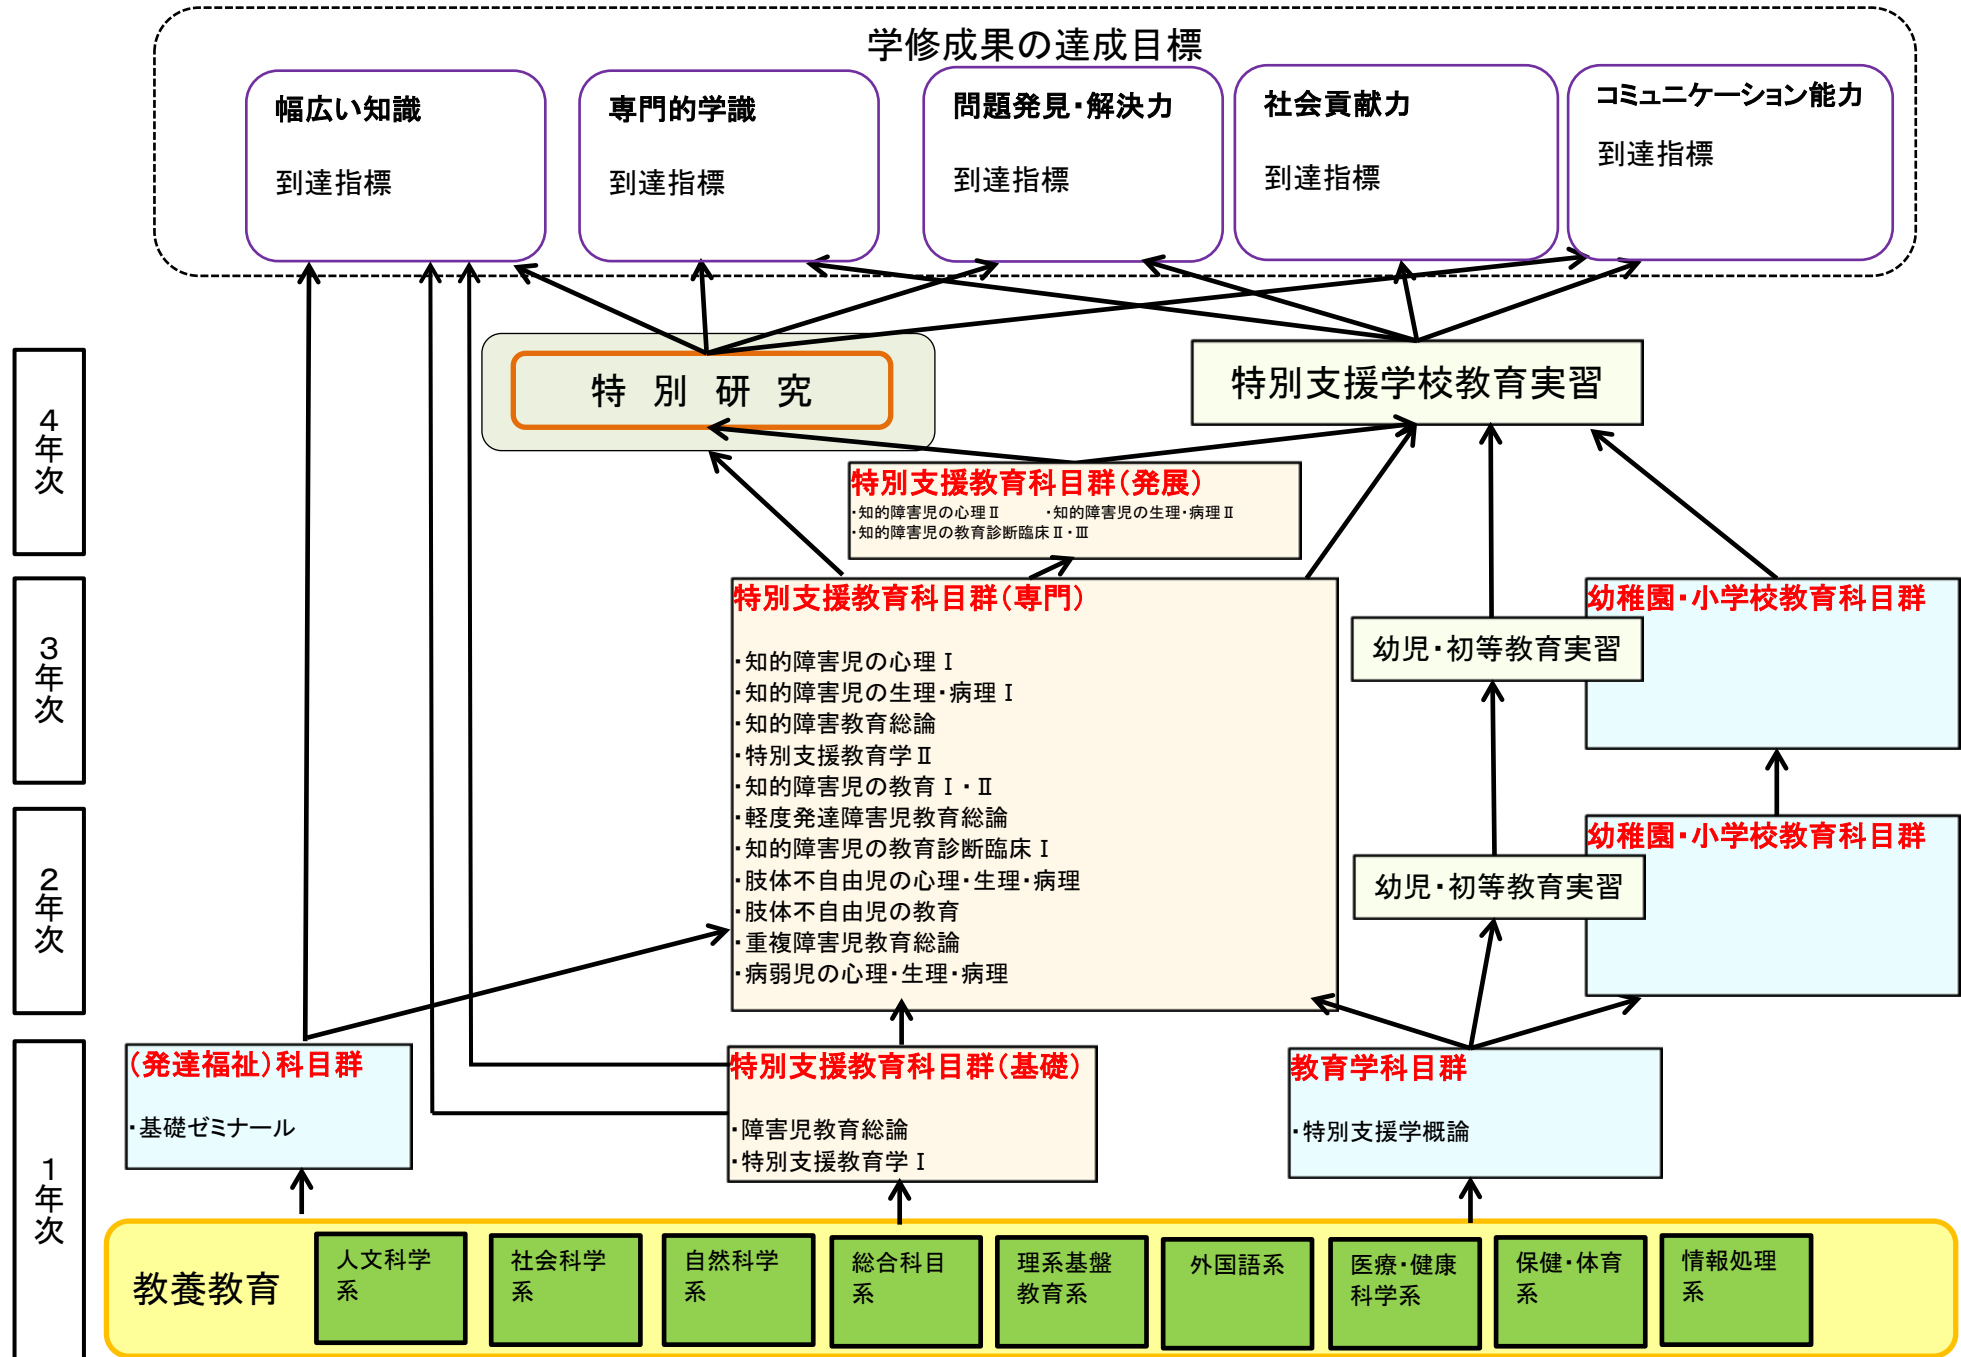 学修成果の達成目標
幅広い知識
到達指標
専門的学識
到達指標
問題発見・解決力
到達指標
社会貢献力
到達指標
コミュニケーション能力
到達指標
4年次
特 別 研 究
特別支援学校教育実習
特別支援教育科目群(発展)
・知的障害児の心理Ⅱ ・知的障害児の生理・病理Ⅱ
・知的障害児の教育診断臨床Ⅱ・Ⅲ
3年次
特別支援教育科目群(専門)
・知的障害児の心理Ⅰ
・知的障害児の生理・病理Ⅰ
・知的障害教育総論
・特別支援教育学Ⅱ
・知的障害児の教育Ⅰ・Ⅱ
・軽度発達障害児教育総論
・知的障害児の教育診断臨床Ⅰ
・肢体不自由児の心理・生理・病理
・肢体不自由児の教育
・重複障害児教育総論
・病弱児の心理・生理・病理
幼稚園・小学校教育科目群
幼児・初等教育実習
2年次
幼稚園・小学校教育科目群
幼児・初等教育実習
1年次
(発達福祉)科目群
・基礎ゼミナール
特別支援教育科目群(基礎)
・障害児教育総論
・特別支援教育学Ⅰ
教育学科目群
・特別支援学概論
教養教育
人文科学
系
社会科学
系
自然科学
系
総合科目
系
理系基盤
教育系
外国語系
医療・健康
科学系
保健・体育
系
情報処理
系